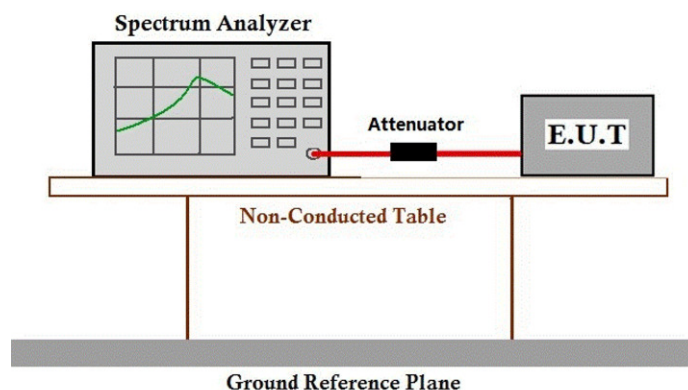 Spectrum Analyzer
Attenuator
E.U.T
Non-Conducted Table
Ground Reference Plane